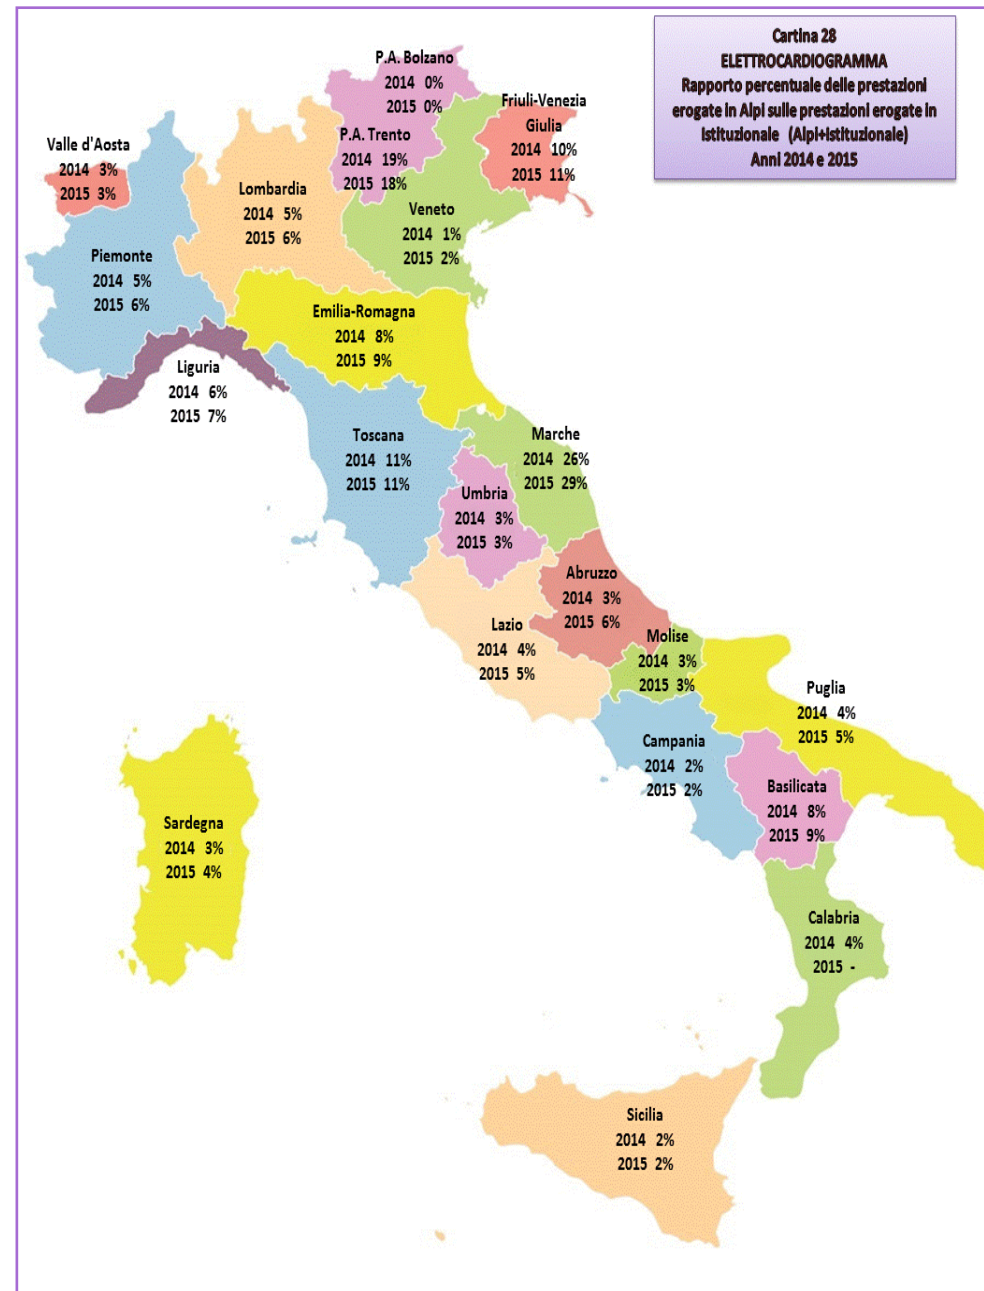 Cartina 28
ELETTROCARDIOGRAMMA
Rapporto percentuale delle prestazioni
erogate in Alpi sulle prestazioni erogate in
Istituzionale (Alpi+Istituzionale)
Anni 2014 e 2015
P.A. Bolzano
2014 0%
2015 0%
Friuli-Venezia
Giulia
2014 10%
2015 11%
P.A. Trento
2014 19%
2015 18%
Valle d'Aosta
2014 3%
2015 3%
Lombardia
2014 5%
2015 6%
Veneto
2014 1%
2015 2%
Piemonte
2014 5%
2015 6%
Emilia-Romagna
2014 8%
2015 9%
Liguria
2014 6%
2015 7%
Toscana
2014 11%
2015 11%
Marche
2014 26%
2015 29%
Umbria
2014 3%
2015 3%
Abruzzo
2014 3%
2015 6%
Lazio
2014 4%
2015 5%
Molise
2014 3%
2015 3%
Puglia
2014 4%
2015 5%
Campania
2014 2%
2015 2%
Basilicata
2014 8%
2015 9%
Sardegna
2014 3%
2015 4%
Calabria
2014 4%
2015 -
Sicilia
2014 2%
2015 2%